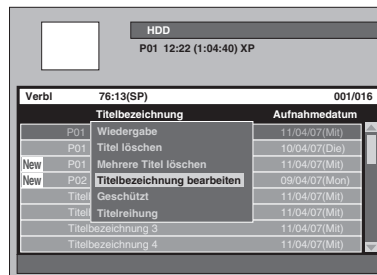 HDD
P01 12:22 (1:04:40) XP
Verbl 76:13(SP) 001/016
Titelbezeichnung Aufnahmedatum
P01 Wiedergabe 11/04/07(Mit)
P01 Titel löschen 10/04/07(Die)
New P01 Mehrere Titel löschen 11/04/07(Mit)
New P02 Titelbezeichnung bearbeiten 09/04/07(Mon)
Titel Geschützt 11/04/07(Mit)
Titel Titelreihung 11/04/07(Mit)
Titelbezeichnung 3 11/04/07(Mit)
Titelbezeichnung 4 11/04/07(Mit)